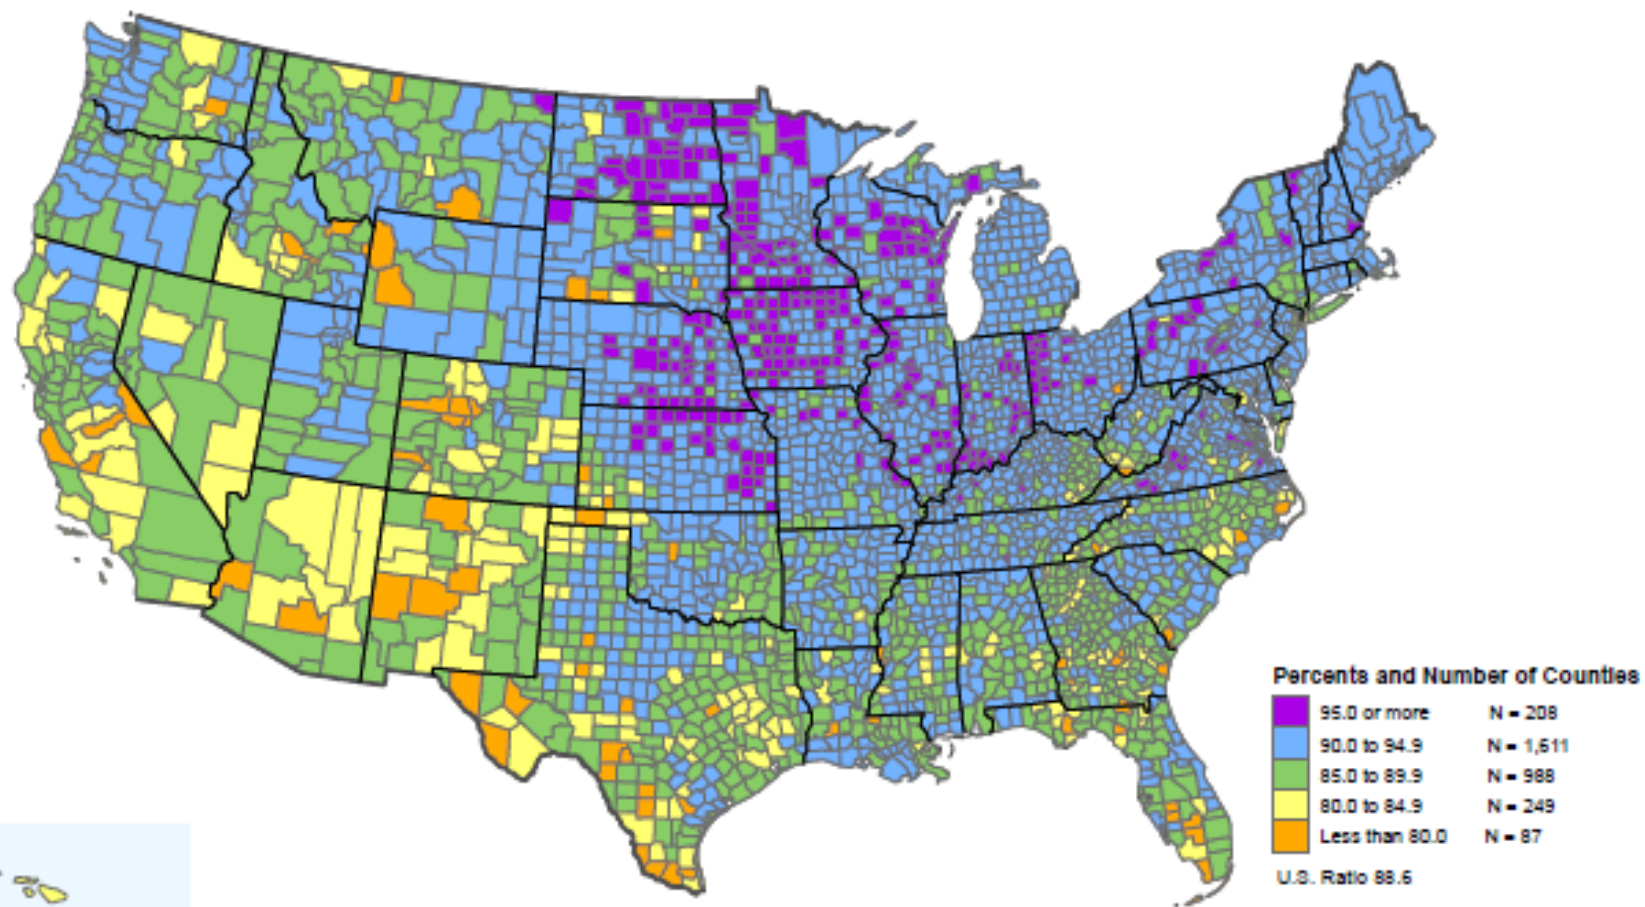 Percents and Number of Counties
95.0 or more N = 208
90.0 to 94.9 N = 1,611
85.0 to 89.9 N = 988
80.0 to 84.9 N = 249
Less than 80.0 N = 87
U.S. Ratio 88.6